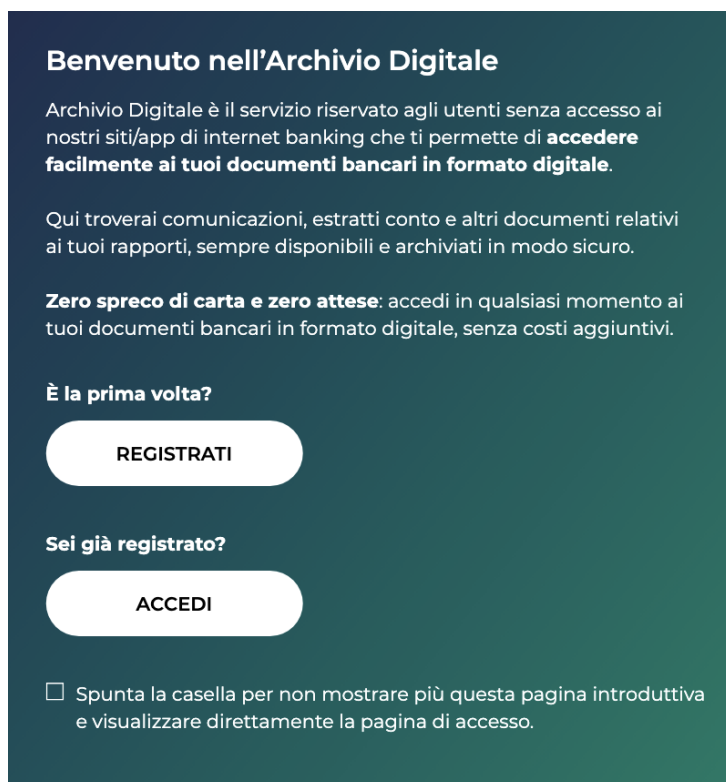 Benvenuto nell’Archivio Digitale
Archivio Digitale è il servizio riservato agli utenti senza accesso ai
nostri siti/app di internet banking che ti permette di accedere
facilmente ai tuoi documenti bancari in formato digitale.
Qui troverai comunicazioni, estratti conto e altri documenti relativi
ai tuoi rapporti, sempre disponibili e archiviati in modo sicuro.
Zero spreco di carta e zero attese: accedi in qualsiasi momento ai
tuoi documenti bancari in formato digitale, senza costi aggiuntivi.
È la prima volta?
REGISTRATI
Sei già registrato?
ACCEDI
Spunta la casella per non mostrare più questa pagina introduttiva
e visualizzare direttamente la pagina di accesso.